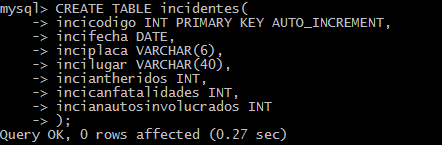 mysql> CREATE TABLE incidentes(
-> incicodigo INT PRIMARY KEY AUTO_INCREMENT,
-> incifecha DATE,
-> inciplaca VARCHAR(6),
-> incilugar VARCHAR(40),
-> inciantheridos INT,
-> incicanfatalidades INT,
-> incianautosinvolucrados INT
-> );
Query OK, 0 rows affected (0.27 sec)